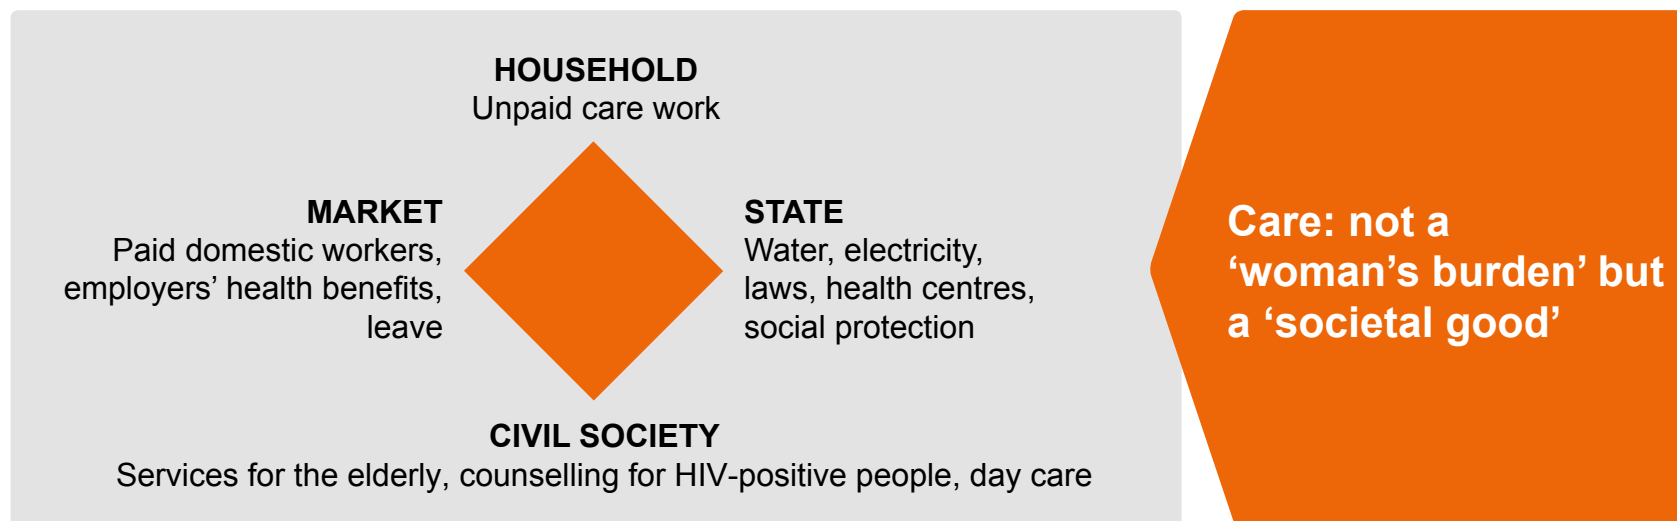 HOUSEHOLD
Unpaid care work
MARKET
Paid domestic workers,
employers’ health benefits,
leave
STATE
Water, electricity,
laws, health centres,
social protection
CIVIL SOCIETY
Services for the elderly, counselling for HIV-positive people, day care
Care: not a
‘woman’s burden’ but
a ‘societal good’